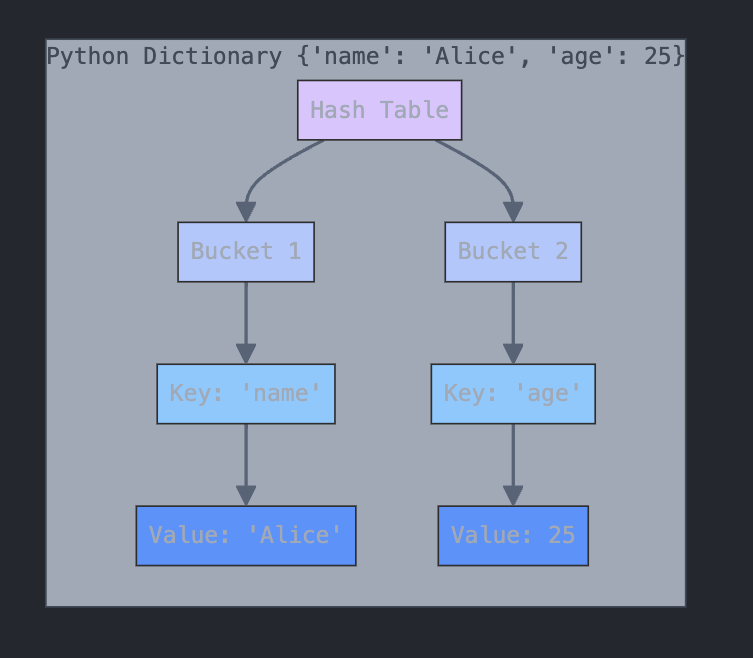 Python Dictionary {'name': 'Alice', 'age': 25}
Hash Table
Bucket 1
Bucket 2
Key: 'name'
Key: 'age'
Value: 'Alice'
Value: 25